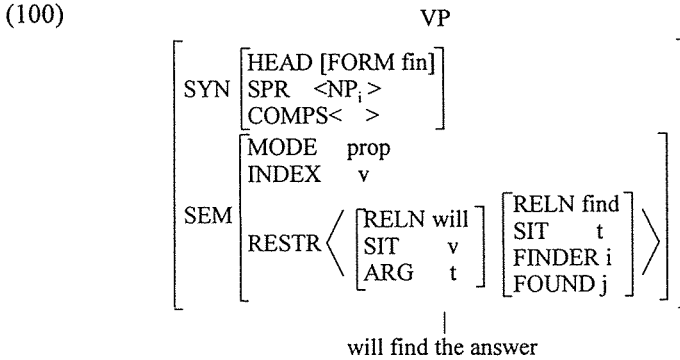 (100) VP
SYN HEAD [FORM fin]
SPR <NPi>
COMPS< >
SEM MODE prop
INDEX v
RESTR < [RELN will] [RELN find]
SIT v SIT t
ARG t FINDER i
FOUND j >
will find the answer